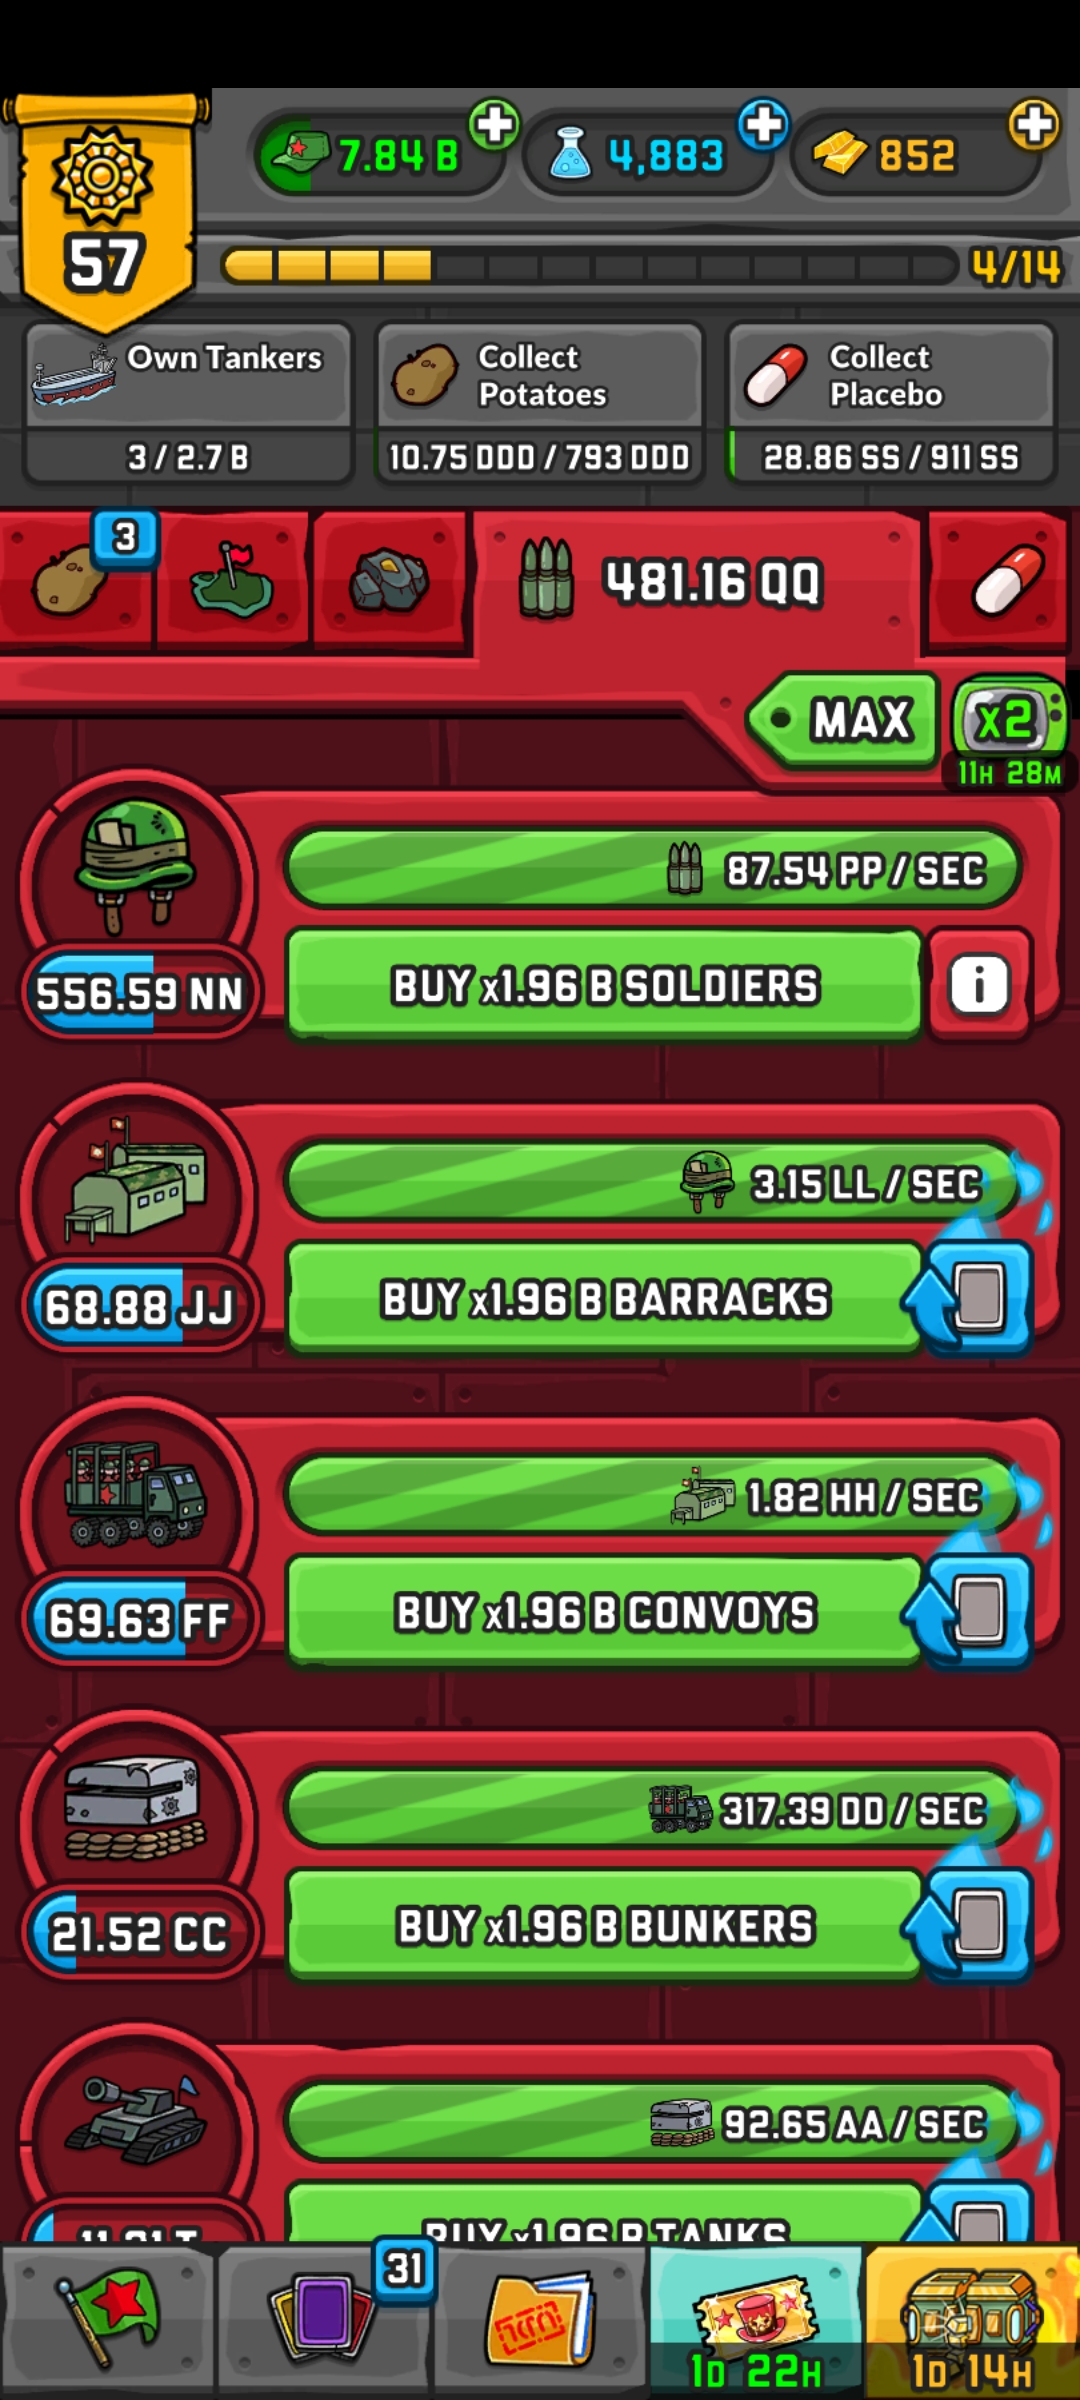 57
7.84 B
4,883
852
4/14
Own Tankers
3 / 2.7 B
Collect
Potatoes
10.75 DDD / 793 DDD
Collect
Placebo
28.86 SS / 911 SS
3
481.16 QQ
MAX
x2
11H 28M
87.54 PP / SEC
556.59 NN
BUY x1.96 B SOLDIERS
i
3.15 LL / SEC
68.88 JJ
BUY x1.96 B BARRACKS
1.82 HH / SEC
69.63 FF
BUY x1.96 B CONVOYS
317.39 DD / SEC
21.52 CC
BUY x1.96 B BUNKERS
92.65 AA / SEC
BUY x1.96 B TANKS
31
1D 22H
1D 14H